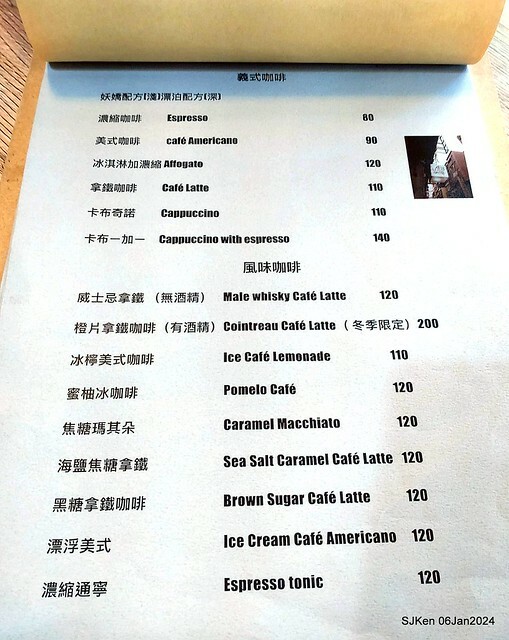 義式咖啡
妖嬌配方(淺)漂泊配方(深)
濃縮咖啡 Espresso 80
美式咖啡 café Americano 90
冰淇淋加濃縮 Affogato 120
拿鐵咖啡 Café Latte 110
卡布奇諾 Cappuccino 110
卡布一加一 Cappuccino with espresso 140
風味咖啡
威士忌拿鐵 (無酒精) Male whisky Café Latte 120
橙片拿鐵咖啡 (有酒精) Cointreau Café Latte (冬季限定) 200
冰檸美式咖啡 Ice Café Lemonade 110
蜜柚冰咖啡 Pomelo Café 120
焦糖瑪其朵 Caramel Macchiato 120
海鹽焦糖拿鐵 Sea Salt Caramel Café Latte 120
黑糖拿鐵咖啡 Brown Sugar Café Latte 120
漂浮美式 Ice Cream Café Americano 120
濃縮通寧 Espresso tonic 120
SJKen 06Jan2024